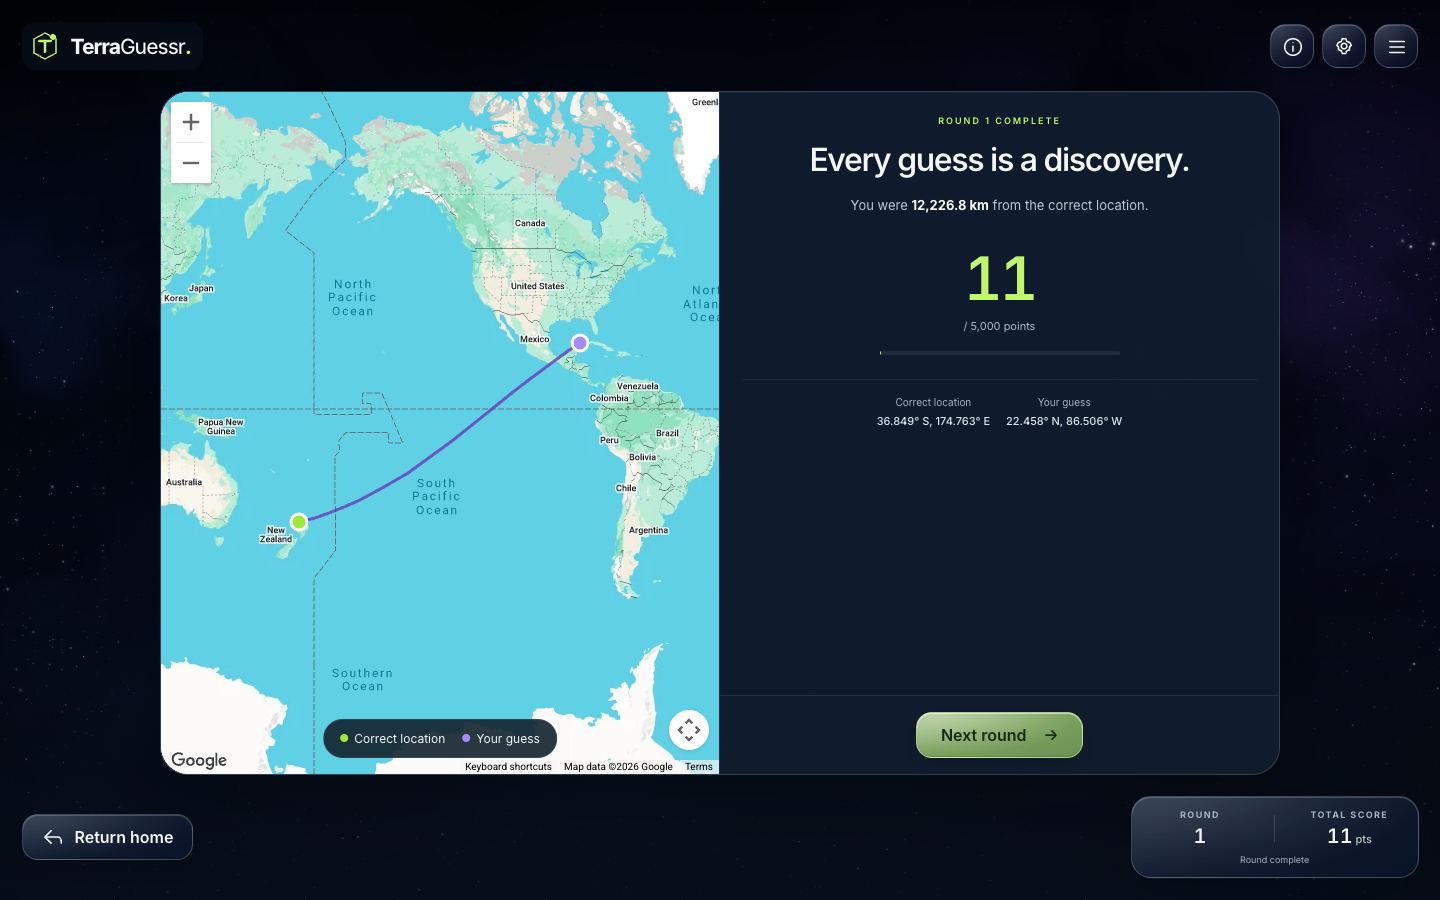 TerraGuessr.
Greenl
Canada
Japan
Korea
United States
North
Pacific
Ocean
Nort
Atlan
Ocea
Mexico
Venezuela
Colombia
Papua New
Guinea
Brazil
Peru
Bolivia
Australia
Chile
South
Pacific
Ocean
New
Zealand
Argentina
Southern
Ocean
Correct location
Your guess
Google
Keyboard shortcuts
Map data ©2026 Google
Terms
ROUND 1 COMPLETE
Every guess is a discovery.
You were 12,226.8 km from the correct location.
11
/ 5,000 points
Correct location
Your guess
36.849° S, 174.763° E
22.458° N, 86.506° W
Next round
Return home
ROUND
1
TOTAL SCORE
11 pts
Round complete